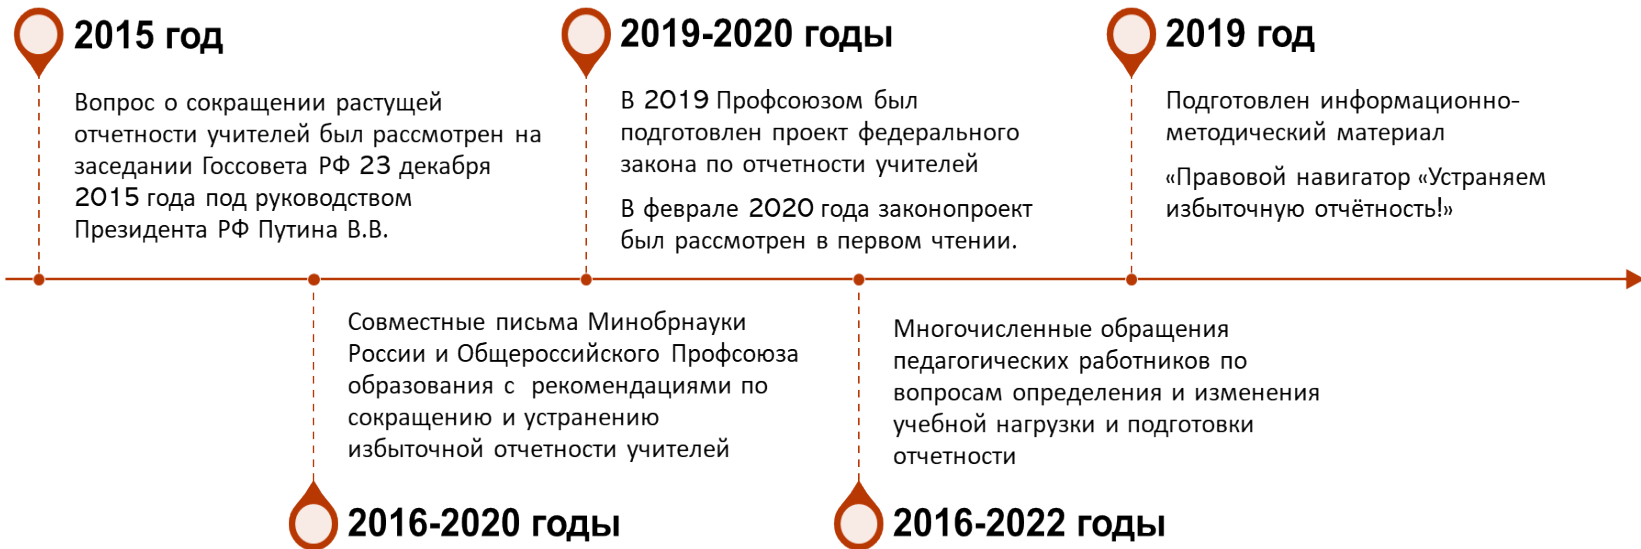 2015 год
Вопрос о сокращении растущей
отчетности учителей был рассмотрен на
заседании Госсовета РФ 23 декабря
2015 года под руководством
Президента РФ Путина В.В.
Совместные письма Минобрнауки
России и Общероссийского Профсоюза
образования с рекомендациями по
сокращению и устранению
избыточной отчетности учителей
2016-2020 годы
2019-2020 годы
В 2019 Профсоюзом был
подготовлен проект федерального
закона по отчетности учителей
В феврале 2020 года законопроект
был рассмотрен в первом чтении.
Многочисленные обращения
педагогических работников по
вопросам определения и изменения
учебной нагрузки и подготовки
отчетности
2016-2022 годы
2019 год
Подготовлен информационно-
методический материал
«Правовой навигатор «Устраняем
избыточную отчётность!»